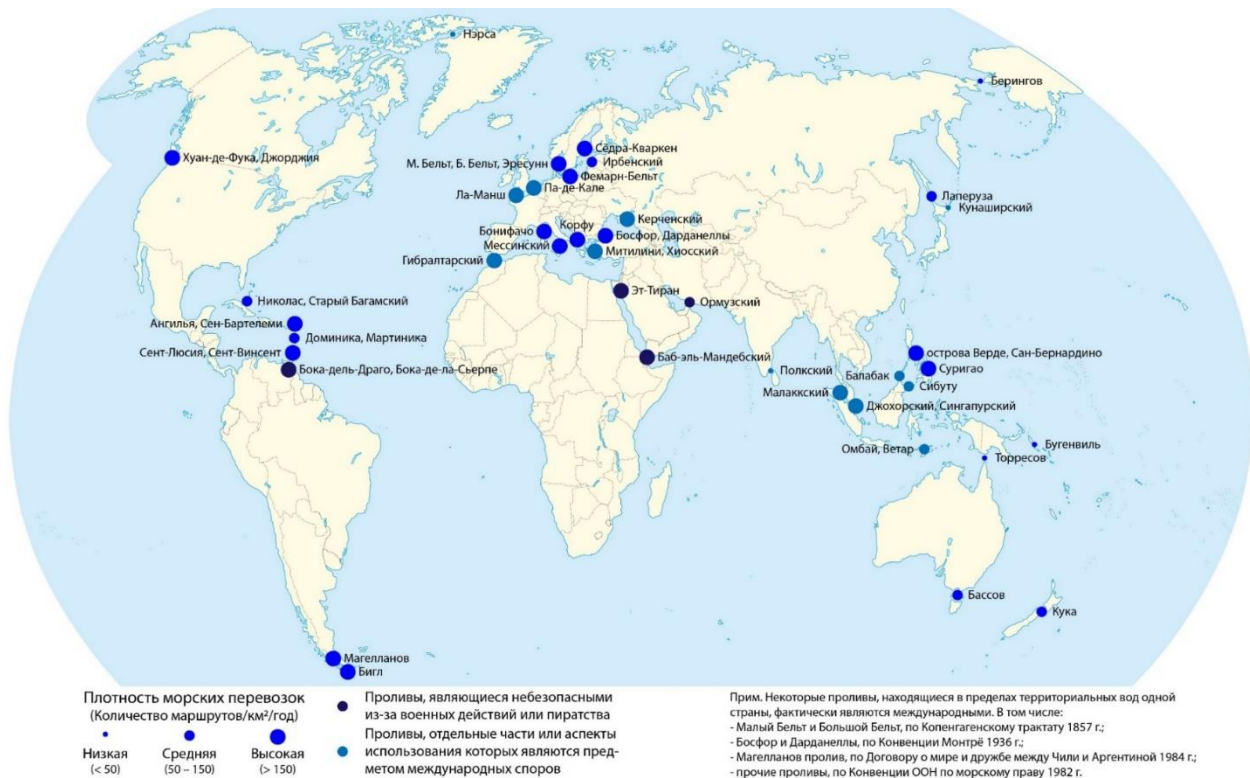 Нэрса
Берингов
Хуан-де-Фука, Джорджия
Сёдра-Кваркен
М. Бельт, Б. Бельт, Эресунн
Ирбенский
Фемарн-Бельт
Па-де-Кале
Ла-Манш
Лаперуза
Кунаширский
Керченский
Корфу
Бонифачо
Босфор, Дарданеллы
Мессинский
Митилини, Хиосский
Гибралтарский
Эт-Тиран
Ормузский
Николас, Старый Багамский
Ангилья, Сен-Бартелеми
Доминика, Мартиника
Сент-Люсия, Сент-Винсент
Бока-дель-Драго, Бока-де-ла-Сьерпе
Баб-эль-Мандебский
острова Верде, Сан-Бернардино
Полкский
Балабак
Суригао
Сибуту
Малаккский
Джохорский, Сингапурский
Омбай, Ветар
Бугенвиль
Торресов
Бассов
Кука
Магелланов
Бигл
Плотность морских перевозок
(Количество маршрутов/км²/год)
Низкая
(< 50)
Средняя
(50 – 150)
Высокая
(> 150)
Проливы, являющиеся небезопасными
из-за военных действий или пиратства
Проливы, отдельные части или аспекты
использования которых являются пред-
метом международных споров
Прим. Некоторые проливы, находящиеся в пределах территориальных вод одной
страны, фактически являются международными. В том числе:
- Малый Бельт и Большой Бельт, по Копенгагенскому трактату 1857 г.;
- Босфор и Дарданеллы, по Конвенции Монтрё 1936 г.;
- Магелланов пролив, по Договору о мире и дружбе между Чили и Аргентиной 1984 г.;
- прочие проливы, по Конвенции ООН по морскому праву 1982 г.